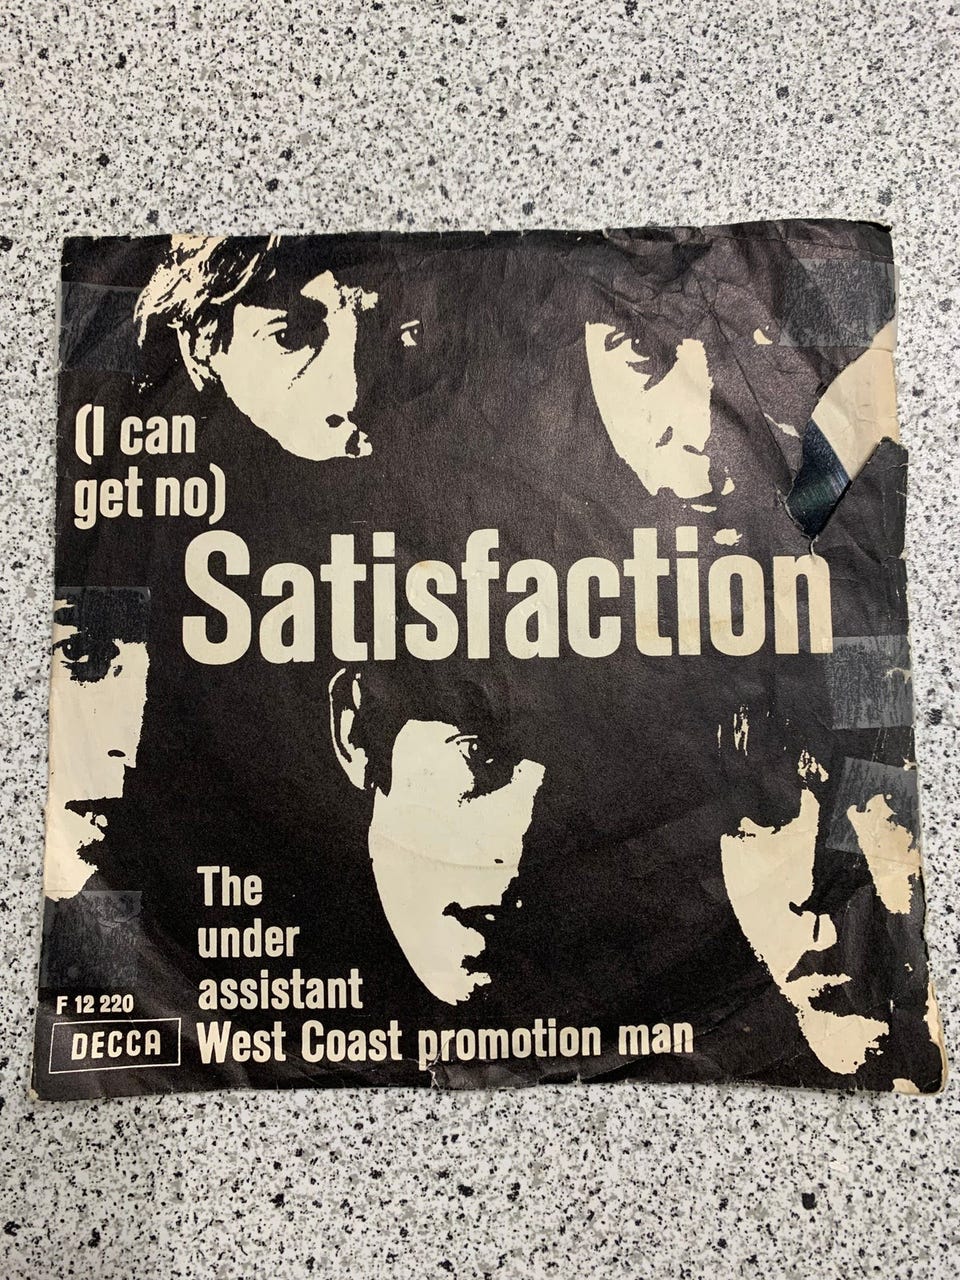 (I can
get no)
Satisfaction
The
under
assistant
West Coast promotion man
F 12 220
DECCA